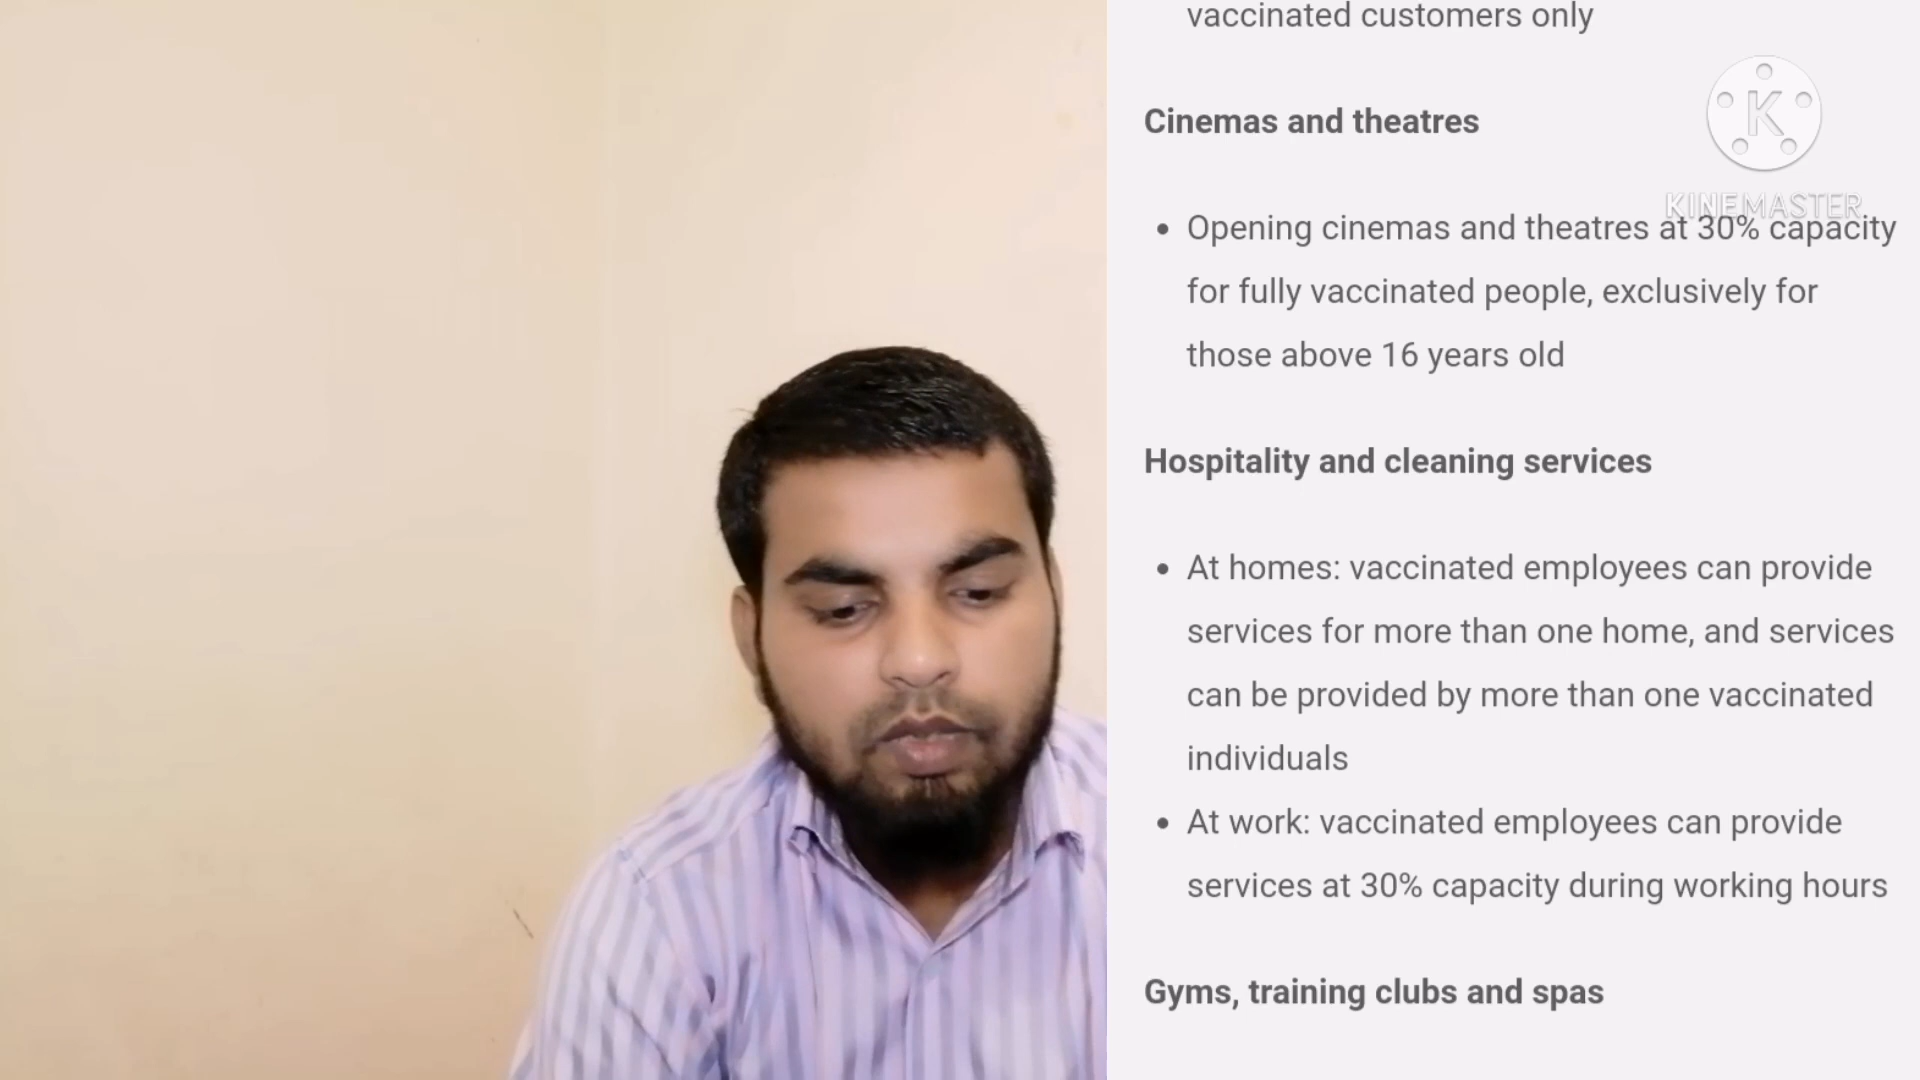 vaccinated customers only
K
KINEMASTER
Cinemas and theatres
• Opening cinemas and theatres at 30% capacity
for fully vaccinated people, exclusively for
those above 16 years old
Hospitality and cleaning services
• At homes: vaccinated employees can provide
services for more than one home, and services
can be provided by more than one vaccinated
individuals
• At work: vaccinated employees can provide
services at 30% capacity during working hours
Gyms, training clubs and spas